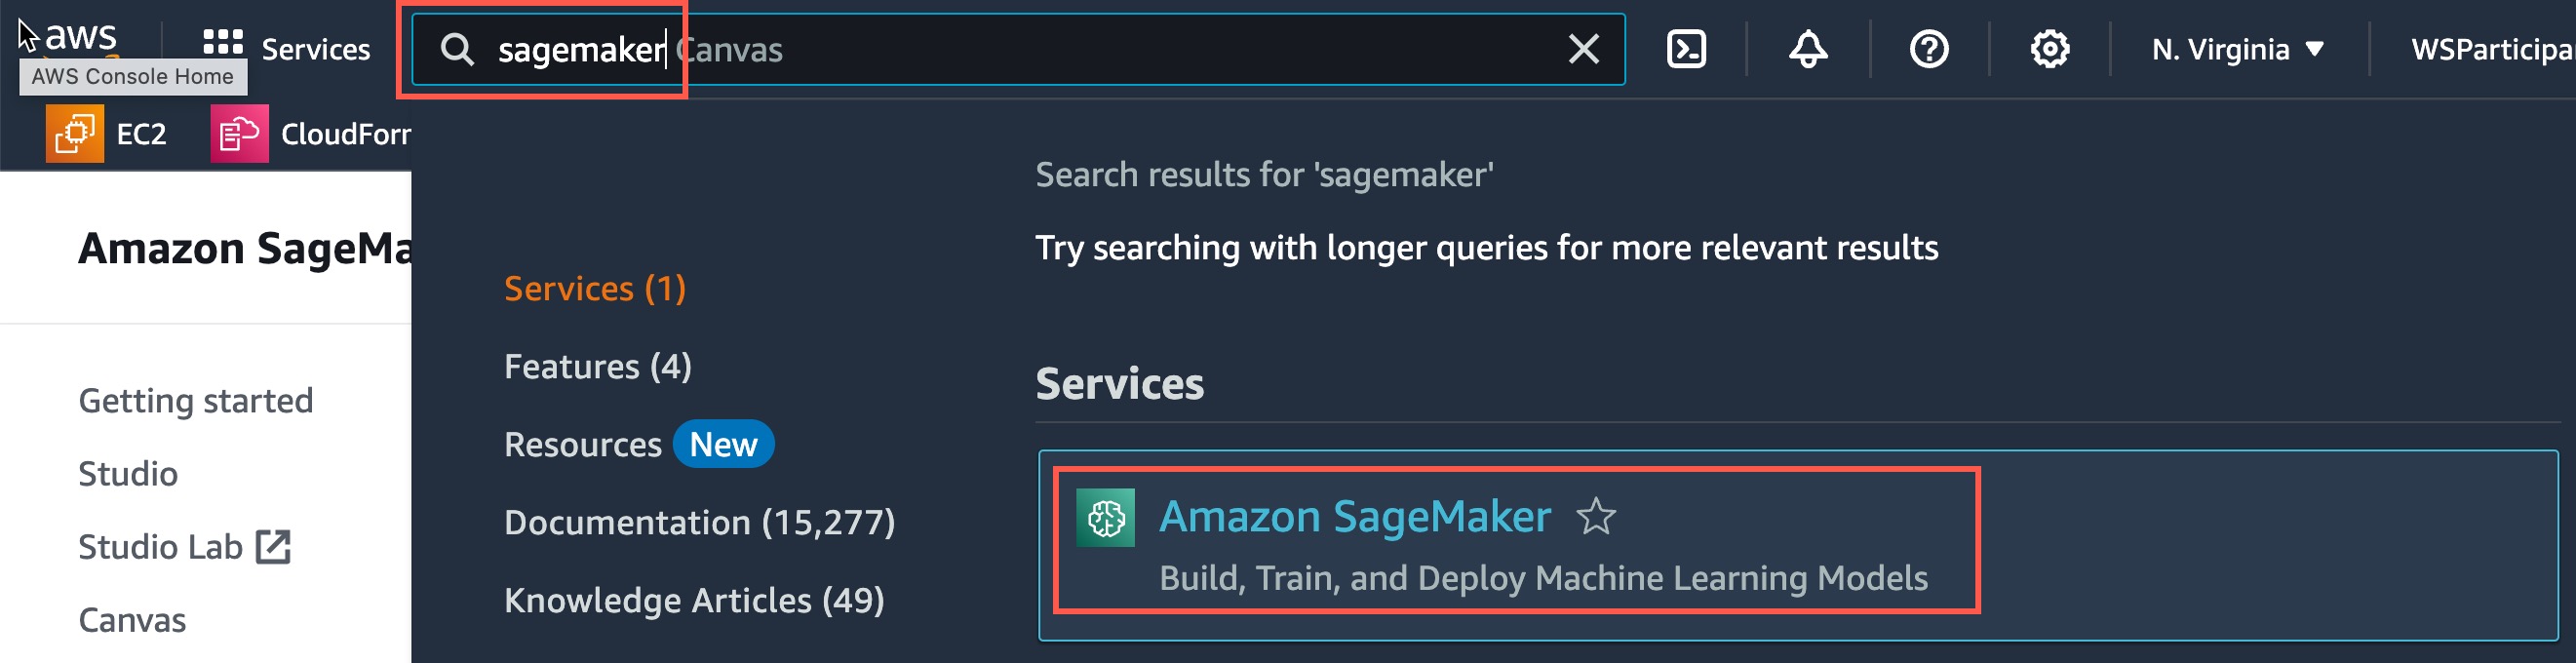 aws
Services
sagemaker Canvas
N. Virginia
WSParticipa
AWS Console Home
EC2
CloudForr
Amazon SageMa
Getting started
Studio
Studio Lab
Canvas
Services (1)
Features (4)
Resources New
Documentation (15,277)
Knowledge Articles (49)
Search results for 'sagemaker'
Try searching with longer queries for more relevant results
Services
Amazon SageMaker
Build, Train, and Deploy Machine Learning Models